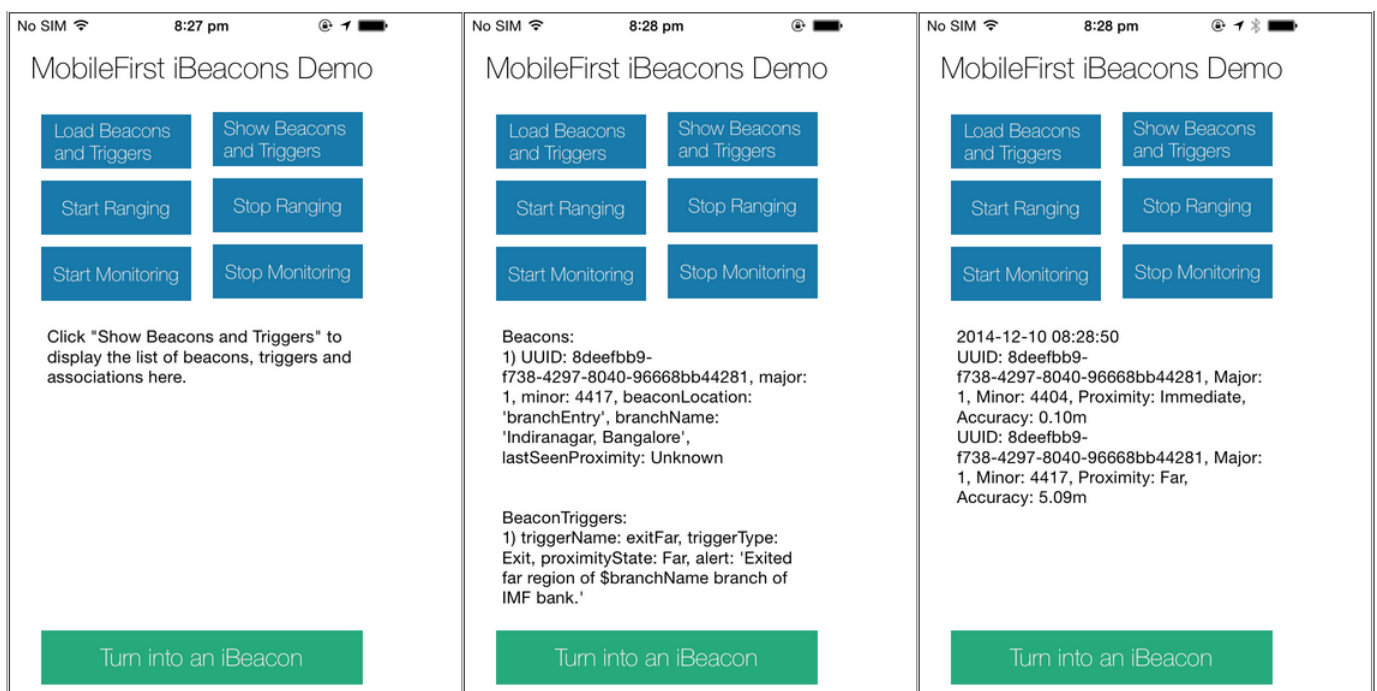 No SIM 8:27 pm
MobileFirst iBeacons Demo
Load Beacons
and Triggers
Show Beacons
and Triggers
Start Ranging
Stop Ranging
Start Monitoring
Stop Monitoring
Click "Show Beacons and Triggers" to
display the list of beacons, triggers and
associations here.
Turn into an iBeacon
No SIM 8:28 pm
MobileFirst iBeacons Demo
Load Beacons
and Triggers
Show Beacons
and Triggers
Start Ranging
Stop Ranging
Start Monitoring
Stop Monitoring
Beacons:
1) UUID: 8deefbb9-
f738-4297-8040-96668bb44281, major:
1, minor: 4417, beaconLocation:
'branchEntry', branchName:
'Indiranagar, Bangalore',
lastSeenProximity: Unknown
BeaconTriggers:
1) triggerName: exitFar, triggerType:
Exit, proximityState: Far, alert: 'Exited
far region of $branchName branch of
IMF bank.'
Turn into an iBeacon
No SIM 8:28 pm
MobileFirst iBeacons Demo
Load Beacons
and Triggers
Show Beacons
and Triggers
Start Ranging
Stop Ranging
Start Monitoring
Stop Monitoring
2014-12-10 08:28:50
UUID: 8deefbb9-
f738-4297-8040-96668bb44281, Major:
1, Minor: 4404, Proximity: Immediate,
Accuracy: 0.10m
UUID: 8deefbb9-
f738-4297-8040-96668bb44281, Major:
1, Minor: 4417, Proximity: Far,
Accuracy: 5.09m
Turn into an iBeacon